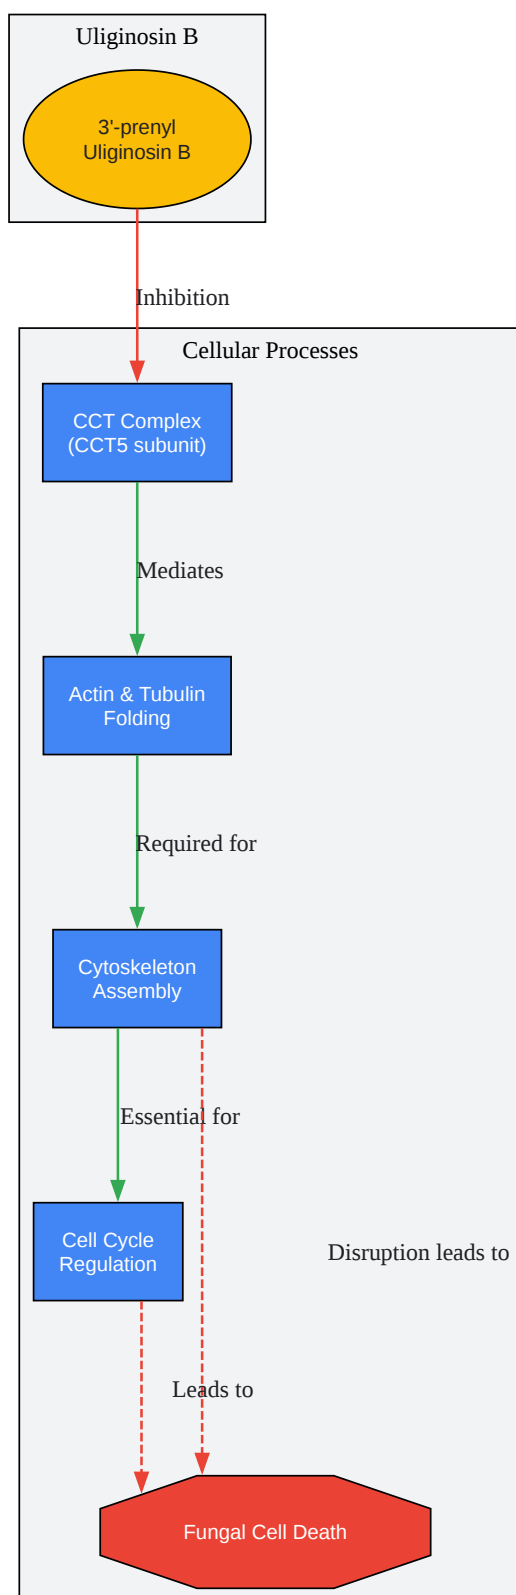 Uliginosin B
3'-prenyl
Uliginosin B
Inhibition
Cellular Processes
CCT Complex
(CCT5 subunit)
Mediates
Actin & Tubulin
Folding
Required for
Cytoskeleton
Assembly
Essential for
Cell Cycle
Regulation
Disruption leads to
Leads to
Fungal Cell Death